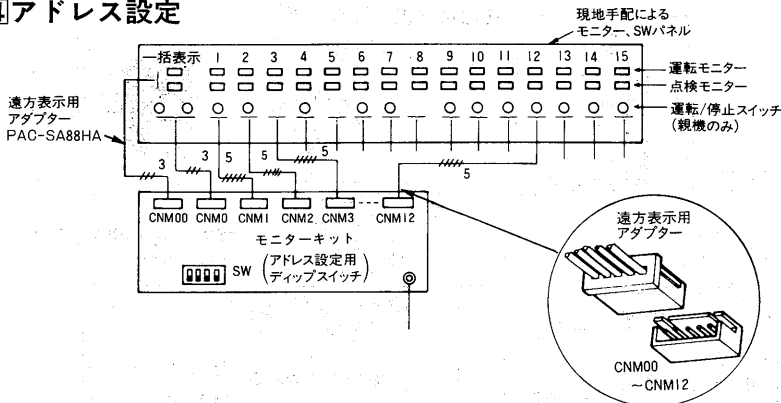 4アドレス設定
現地手配による
モニター、SWパネル
一括表示 1 2 3 4 5 6 7 8 9 10 11 12 13 14 15
運転モニター
点検モニター
運転/停止スイッチ
(親機のみ)
遠方表示用
アダプター
PAC-SA88HA
3 3 5 5 5 5
CNM00 CNM0 CNM1 CNM2 CNM3 CNM12
モニターキット
SW (アドレス設定用
ディップスイッチ)
遠方表示用
アダプター
CNM00
~CNM12